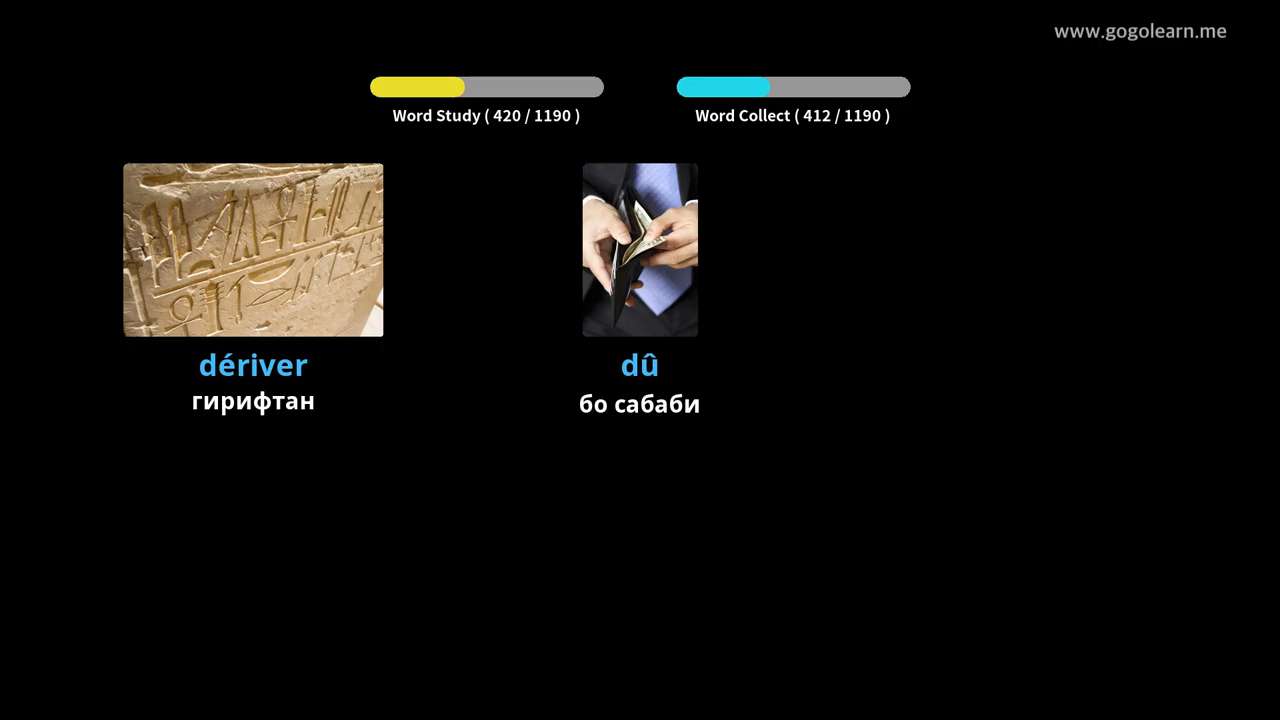 www.gogolearn.me
Word Study ( 420 / 1190 )
Word Collect ( 412 / 1190 )
dériver
гирифтан
dû
бо сабаби